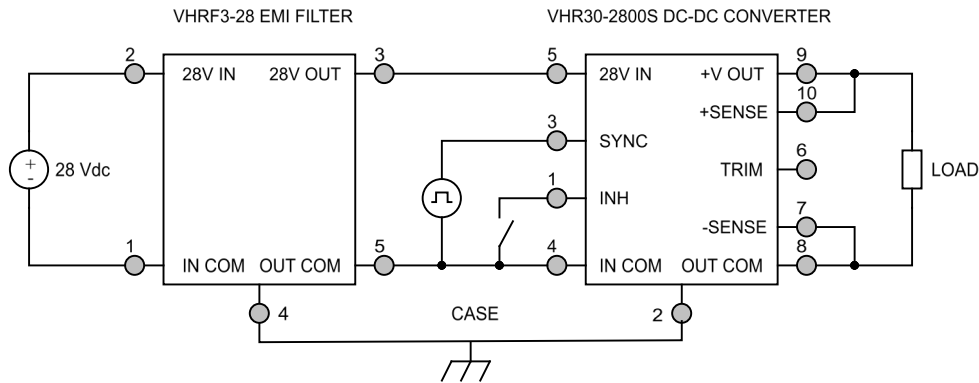 VHRF3-28 EMI FILTER
VHR30-2800S DC-DC CONVERTER
2
28V IN
28V OUT
3
5
28V IN
+V OUT
9
10
+SENSE
3
SYNC
6
TRIM
+
-
28 Vdc
LOAD
1
INH
7
-SENSE
1
IN COM
OUT COM
5
4
IN COM
OUT COM
8
4
CASE
2